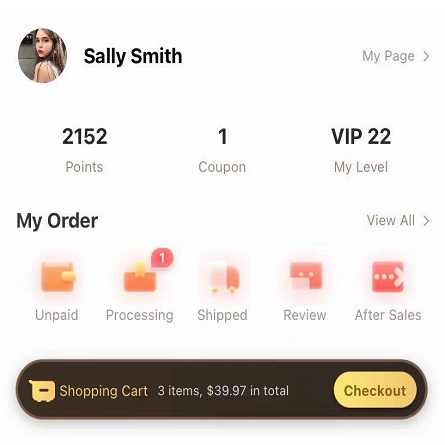 Sally Smith
My Page >
2152 1 VIP 22
Points Coupon My Level
My Order View All >
1
Unpaid Processing Shipped Review After Sales
Shopping Cart 3 items, $39.97 in total Checkout